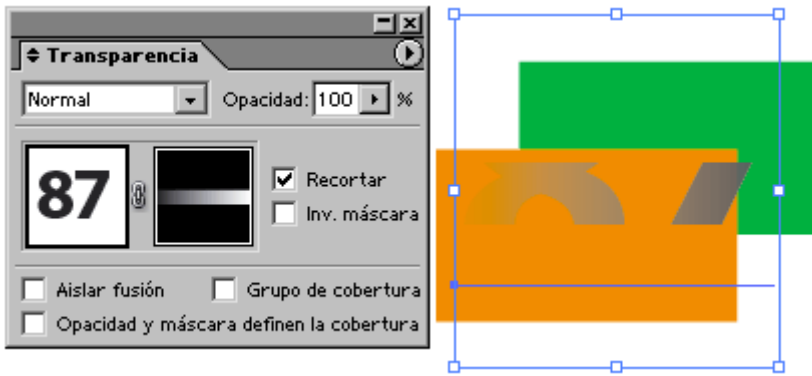 Transparencia
Normal Opacidad: 100 %
87
Recortar
Inv. máscara
Aislar fusión Grupo de cobertura
Opacidad y máscara definen la cobertura